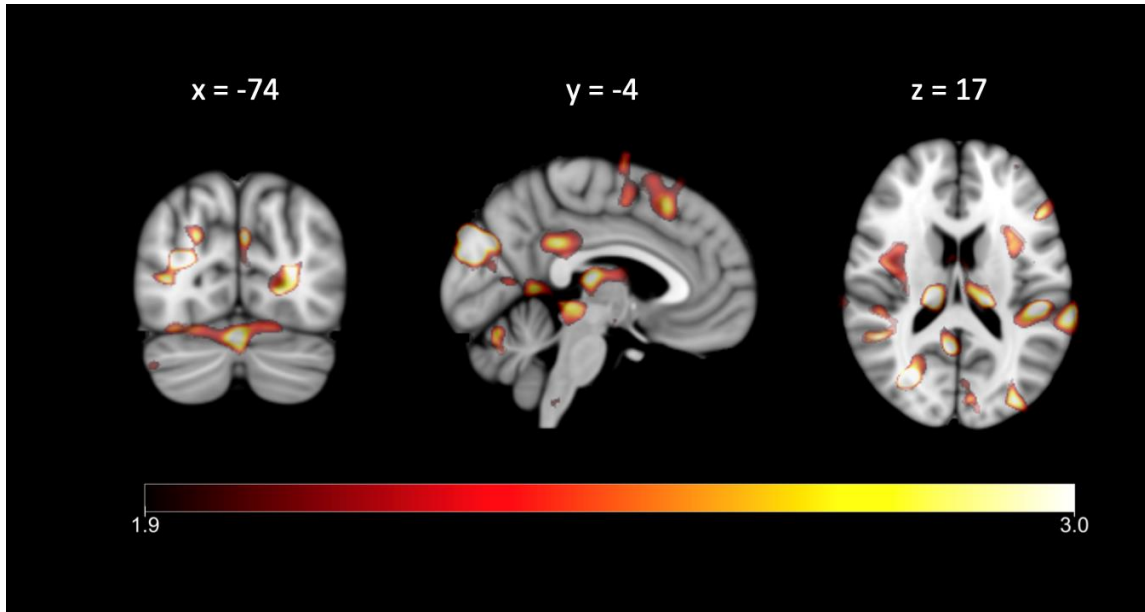 x = -74
y = -4
z = 17
1.9
3.0